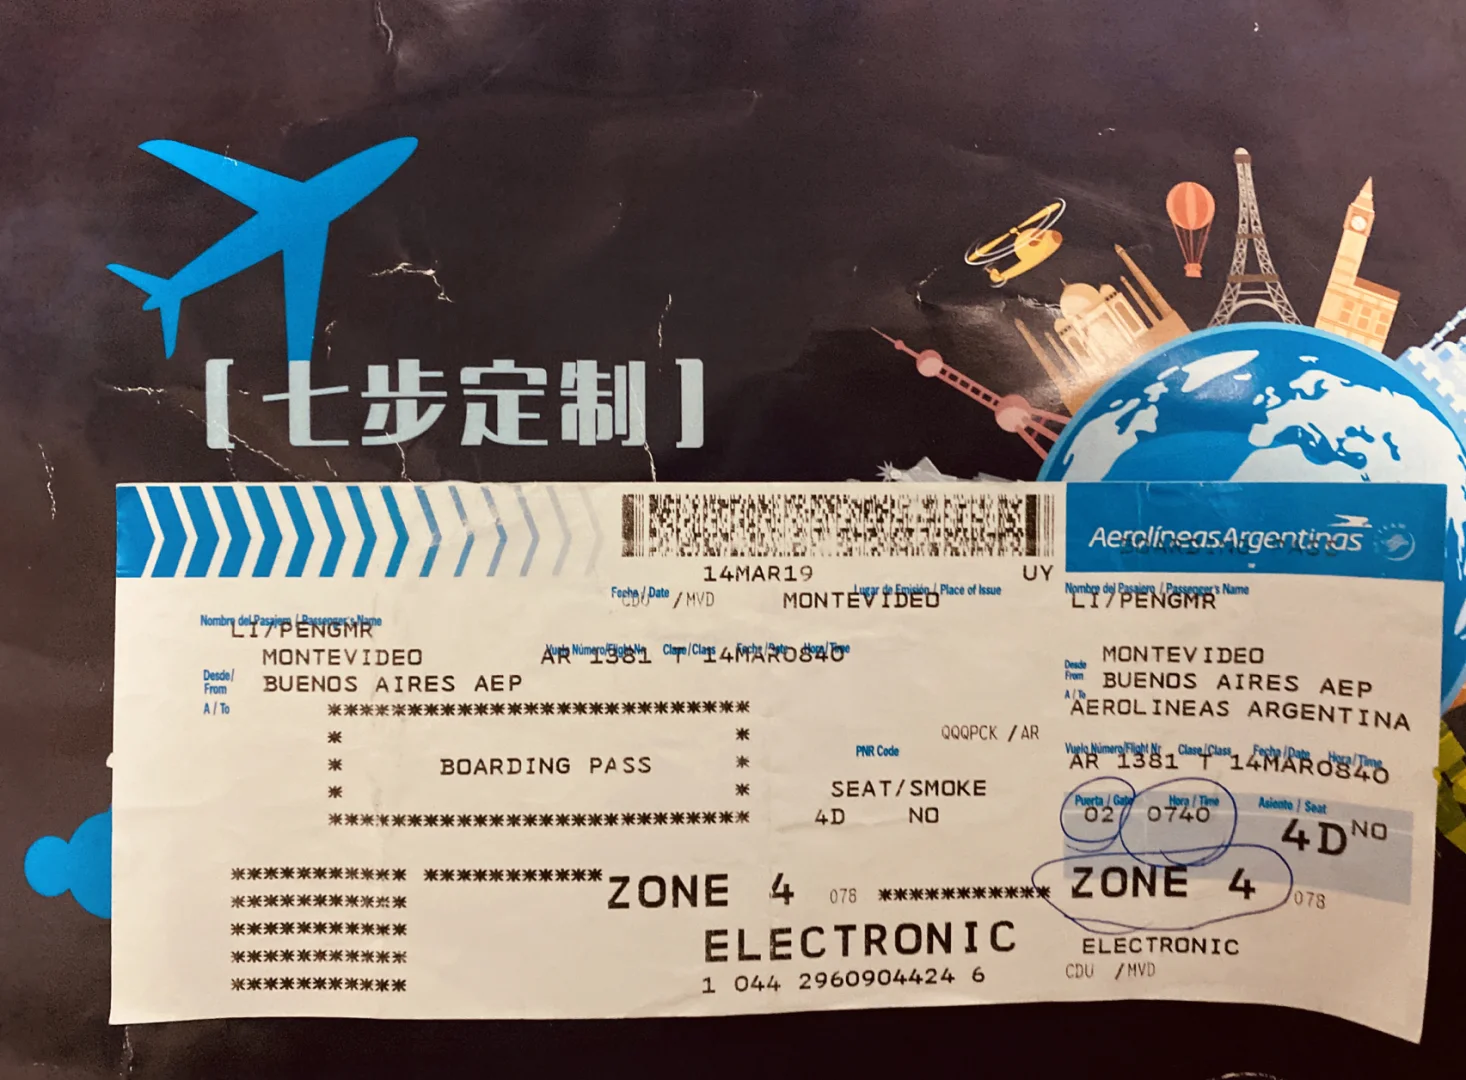 [七步定制]
AerolíneasArgentinas
BOARDING PASS
14MAR19 UY
Fecha / Date Lugar de Emisión / Place of Issue
CDU /MVD MONTEVIDEO
Nombre del Pasajero / Passenger's Name
LI/PENGMR
Vuelo Número/Flight Nr. Clase/Class Fecha/Date Hora/Time
MONTEVIDEO AR 1381 T 14MAR0840
Desde/
From BUENOS AIRES AEP
A / To
*************************
* *
* BOARDING PASS *
* *
*************************
QQQPCK /AR
PNR Code
SEAT/SMOKE
4D NO
*********** ***********
ZONE 4 078 ***********
***********
***********
***********
***********
ELECTRONIC
1 044 2960904424 6
Nombre del Pasajero / Passenger's Name
LI/PENGMR
Desde
From MONTEVIDEO
BUENOS AIRES AEP
A / To
AEROLINEAS ARGENTINA
Vuelo Número/Flight Nr Clase/Class Fecha/Date Hora/Time
AR 1381 T 14MAR0840
Puerta / Gate Hora / Time Asiento / Seat
02 0740 4D NO
ZONE 4 078
ELECTRONIC
CDU /MVD